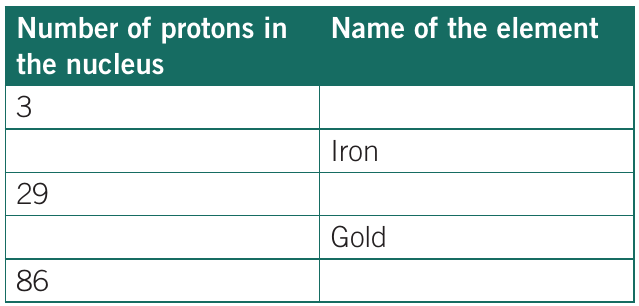 Number of protons in
the nucleus
Name of the element
3
Iron
29
Gold
86